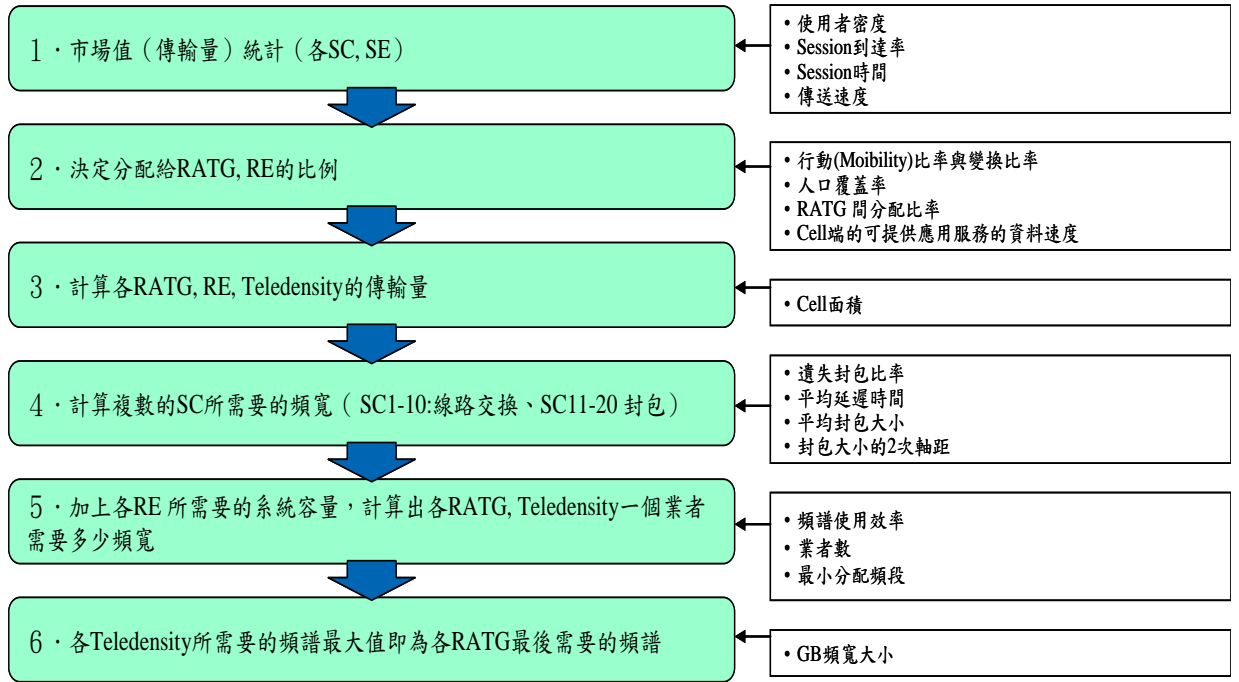 1．市場值（傳輸量）統計（各SC, SE）
• 使用者密度
• Session到達率
• Session時間
• 傳送速度
2．決定分配給RATG, RE的比例
• 行動(Moibility)比率與變換比率
• 人口覆蓋率
• RATG 間分配比率
• Cell端的可提供應用服務的資料速度
3．計算各RATG, RE, Teledensity的傳輸量
• Cell面積
4．計算複數的SC所需要的頻寬（ SC1-10:線路交換、SC11-20 封包）
• 遺失封包比率
• 平均延遲時間
• 平均封包大小
• 封包大小的2次軸距
5．加上各RE 所需要的系統容量，計算出各RATG, Teledensity一個業者
需要多少頻寬
• 頻譜使用效率
• 業者數
• 最小分配頻段
6．各Teledensity所需要的頻譜最大值即為各RATG最後需要的頻譜
• GB頻寬大小